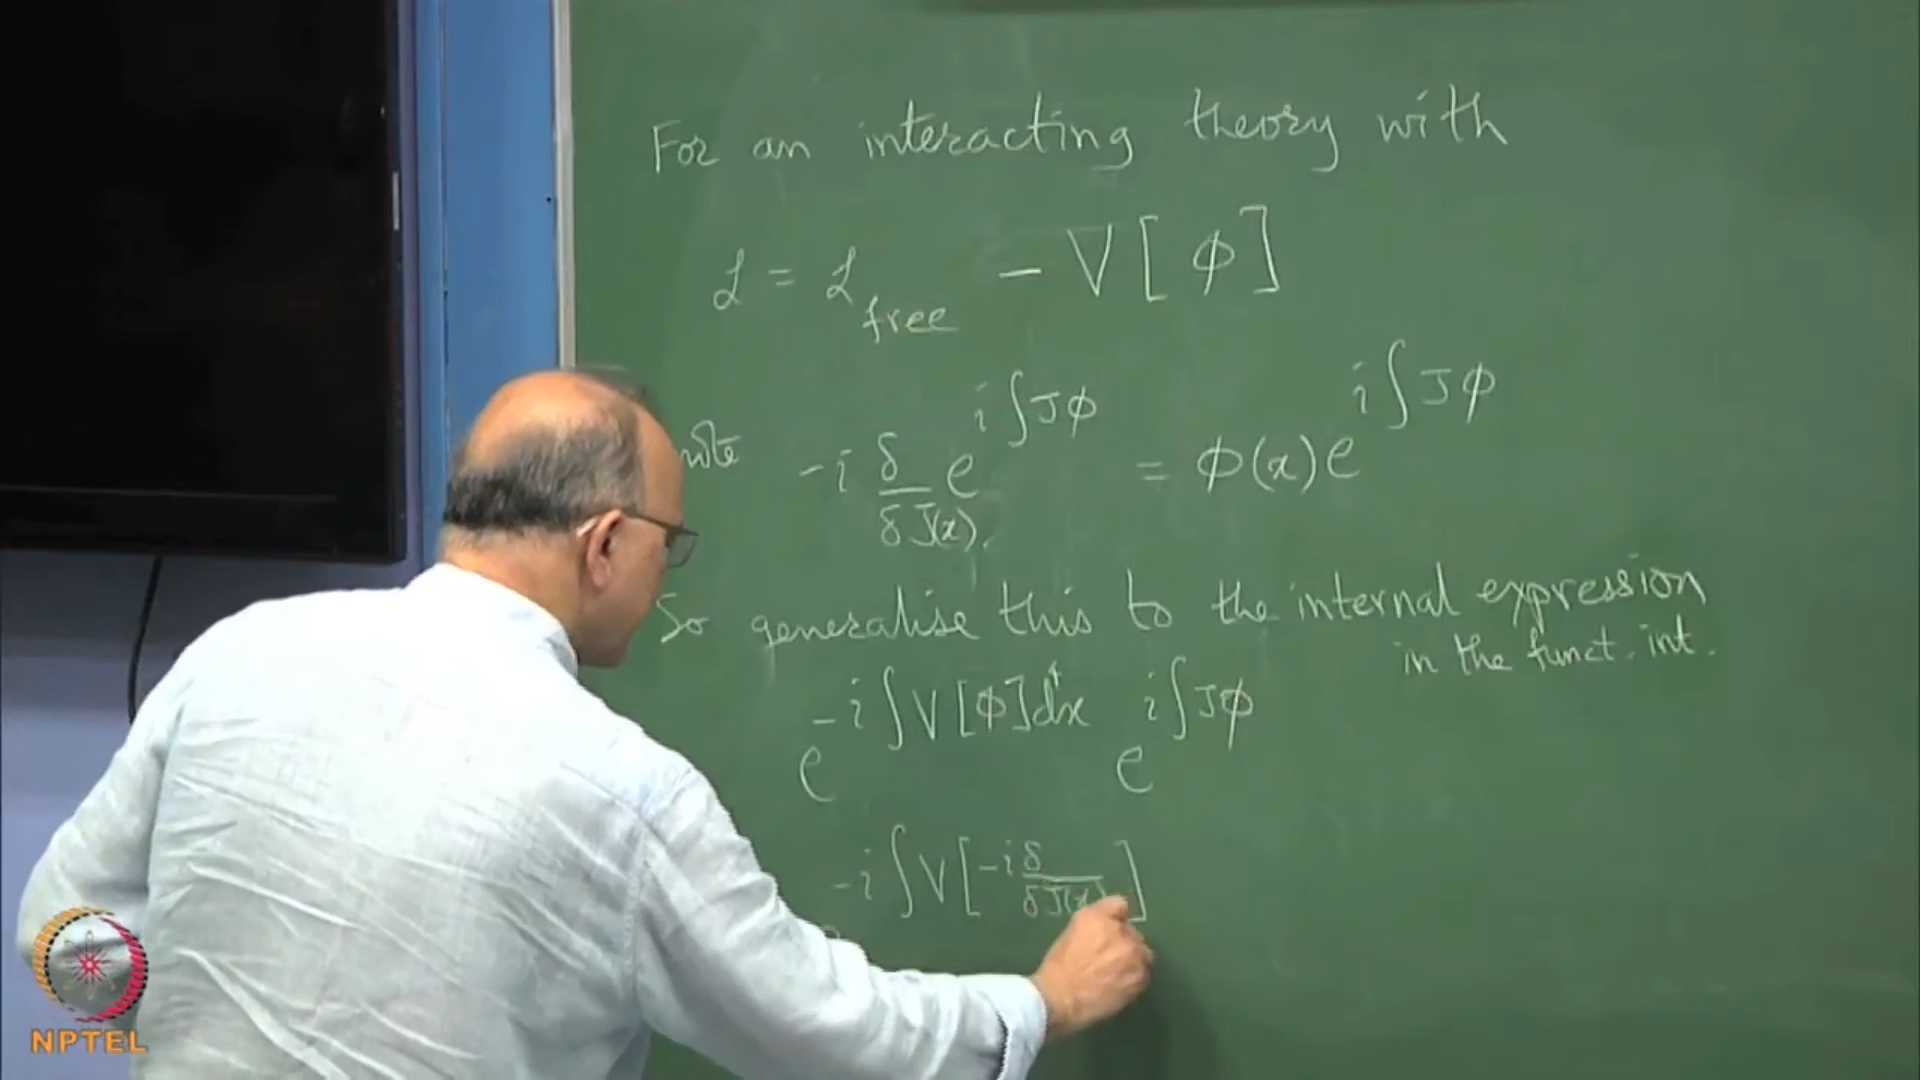 For an interacting theory with
ℒ = ℒ_free − V[ϕ]
note −i δ/δJ(x) e^{i∫Jϕ} = ϕ(x) e^{i∫Jϕ}
So generalise this to the internal expression
in the funct. int.
e^{−i∫V[ϕ]d⁴x} e^{i∫Jϕ}
e^{−i∫V[−i δ/δJ(x)]}
NPTEL